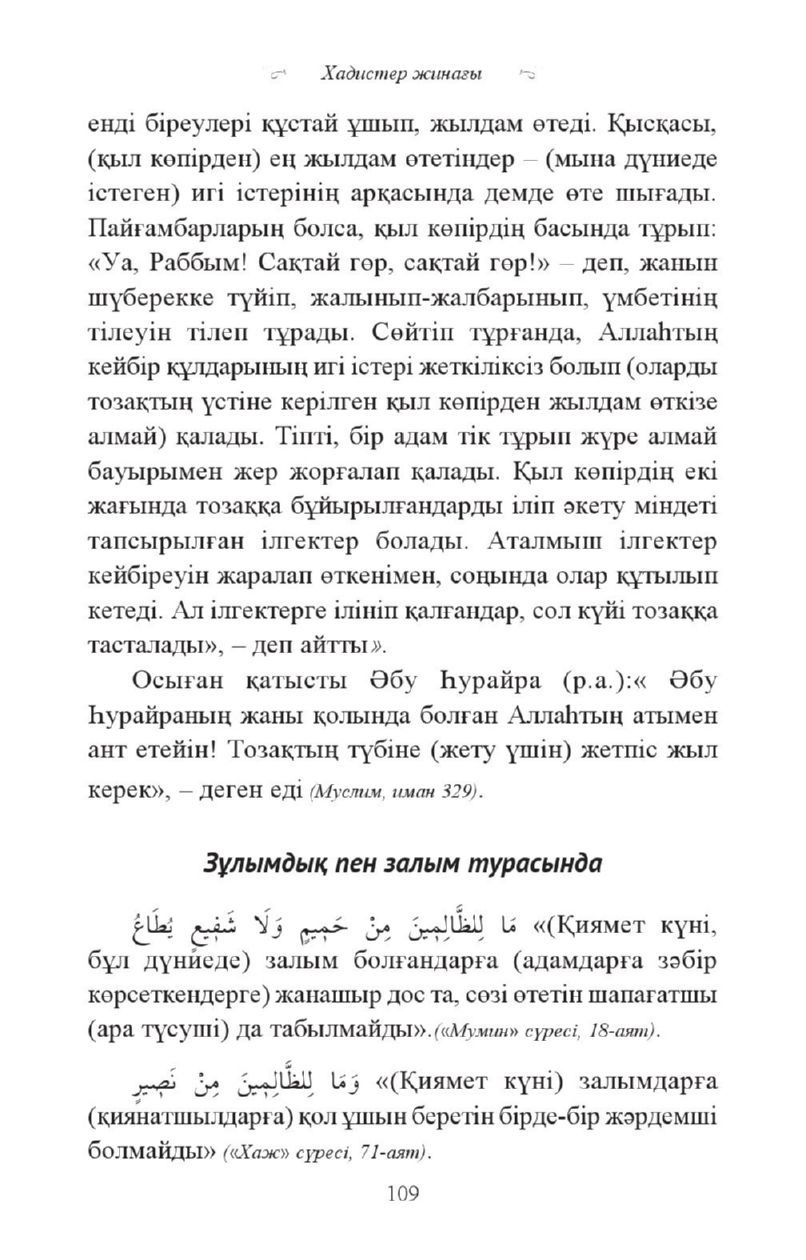 Хадистер жинағы
енді біреулері құстай ұшып, жылдам өтеді. Қысқасы,
(қыл көпірден) ең жылдам өтетіндер – (мына дүниеде
істеген) игі істерінің арқасында демде өте шығады.
Пайғамбарларың болса, қыл көпірдің басында тұрып:
«Уа, Раббым! Сақтай гөр, сақтай гөр!» – деп, жанын
шүберекке түйіп, жалынып-жалбарынып, үмбетінің
тілеуін тілеп тұрады. Сөйтіп тұрғанда, Аллаһтың
кейбір құлдарының игі істері жеткіліксіз болып (оларды
тозақтың үстіне керілген қыл көпірден жылдам өткізе
алмай) қалады. Тіпті, бір адам тік тұрып жүре алмай
бауырымен жер жорғалап қалады. Қыл көпірдің екі
жағында тозаққа бұйырылғандарды іліп әкету міндеті
тапсырылған ілгектер болады. Аталмыш ілгектер
кейбіреуін жаралап өткенімен, соңында олар құтылып
кетеді. Ал ілгектерге ілініп қалғандар, сол күйі тозаққа
тасталады», – деп айтты».
Осыған қатысты Әбу Һурайра (р.а.):« Әбу
Һурайраның жаны қолында болған Аллаһтың атымен
ант етейін! Тозақтың түбіне (жету үшін) жетпіс жыл
керек», – деген еді (Муслим, иман 329).
Зұлымдық пен залым турасында
مَا لِلظَّالِمِينَ مِنْ حَمِيمٍ وَلَا شَفِيعٍ يُطَاعُ «(Қиямет күні,
бұл дүниеде) залым болғандарға (адамдарға зәбір
көрсеткендерге) жанашыр дос та, сөзі өтетін шапағатшы
(ара түсуші) да табылмайды».(«Мумин» сүресі, 18-аят).
وَمَا لِلظَّالِمِينَ مِنْ نَصِيرٍ «(Қиямет күні) залымдарға
(қиянатшылдарға) қол ұшын беретін бірде-бір жәрдемші
болмайды» («Хаж» сүресі, 71-аят).
109